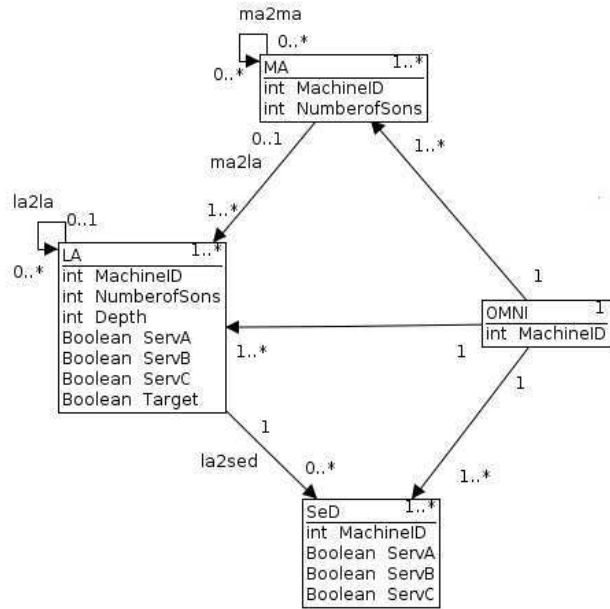 ma2ma
0..*
0..*
MA 1..*
int MachineID
int NumberofSons
0..1
1..*
ma2la
la2la
0..1
1..*
0..*
LA 1..*
int MachineID
int NumberofSons
int Depth
Boolean ServA
Boolean ServB
Boolean ServC
Boolean Target
1
OMNI 1
int MachineID
1..*
1
1
1
la2sed
0..*
1..*
SeD 1..*
int MachineID
Boolean ServA
Boolean ServB
Boolean ServC